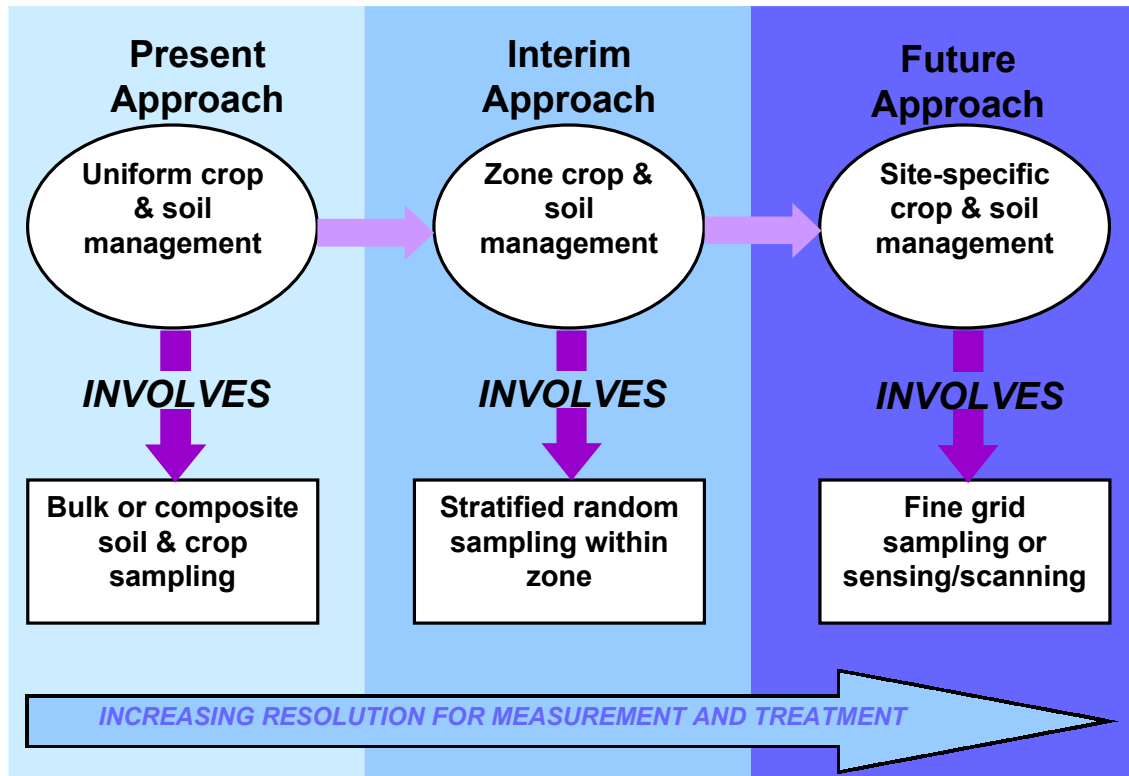 Present
Approach
Uniform crop
& soil
management
INVOLVES
Bulk or composite
soil & crop
sampling
Interim
Approach
Zone crop &
soil
management
INVOLVES
Stratified random
sampling within
zone
Future
Approach
Site-specific
crop & soil
management
INVOLVES
Fine grid
sampling or
sensing/scanning
INCREASING RESOLUTION FOR MEASUREMENT AND TREATMENT